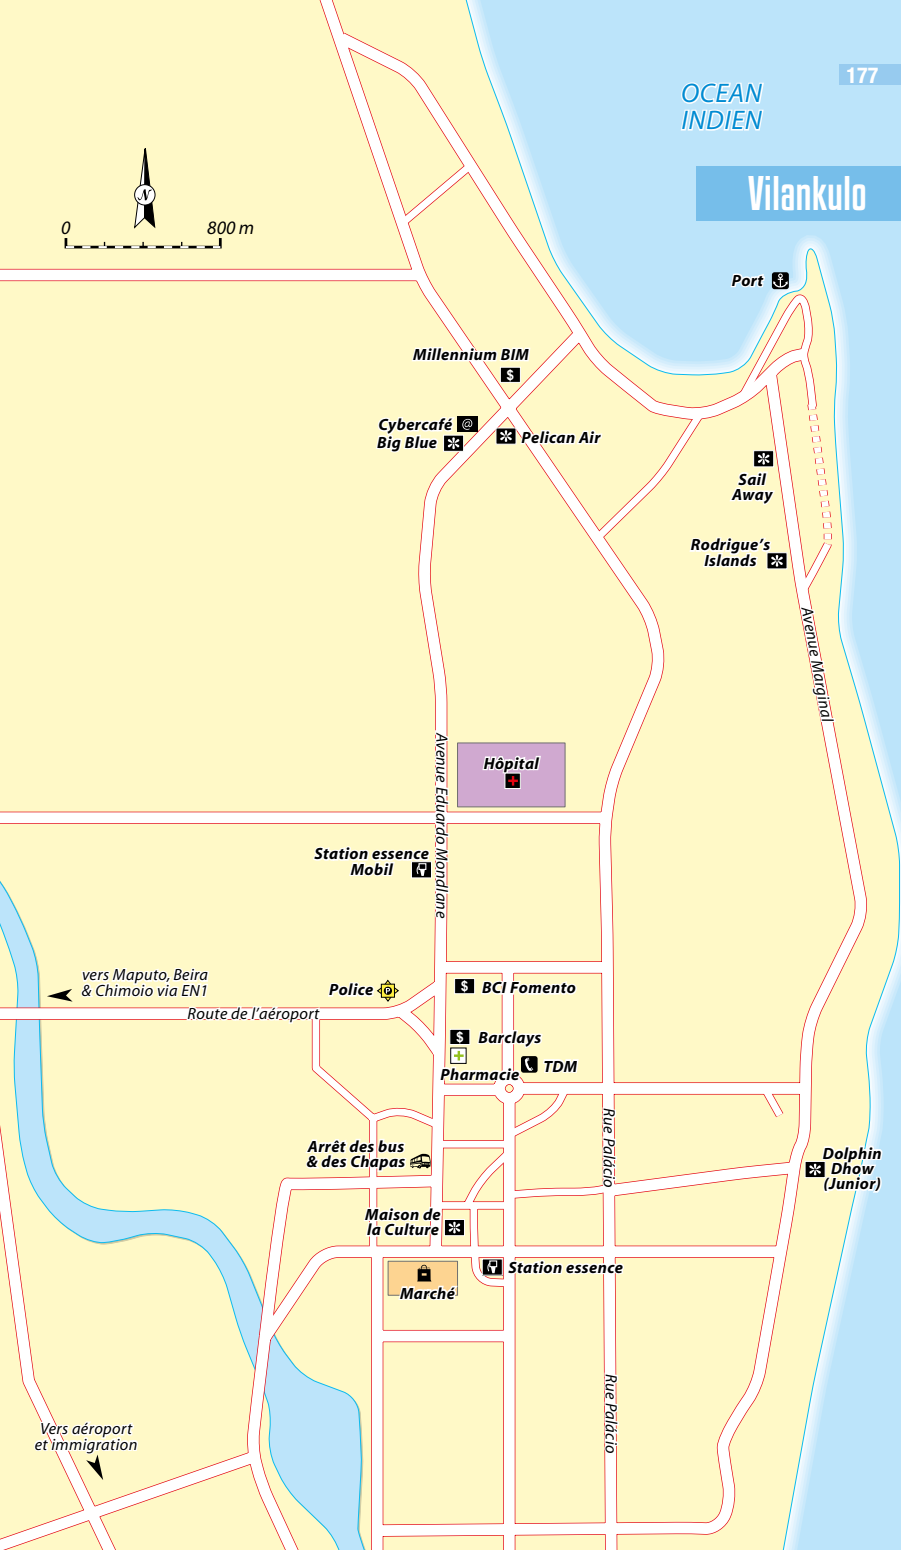 177
OCEAN
INDIEN
Vilankulo
N
0 800 m
Port
Millennium BIM
$
Cybercafé @
Big Blue
Pelican Air
Sail
Away
Rodrigue's
Islands
Avenue Marginal
Avenue Eduardo Mondlane
Hôpital
Station essence
Mobil
vers Maputo, Beira
& Chimoio via EN1
Route de l'aéroport
Police P
$ BCI Fomento
$ Barclays
Pharmacie
TDM
Rue Palácio
Arrêt des bus
& des Chapas
Dolphin
Dhow
(Junior)
Maison de
la Culture
Station essence
Marché
Rue Palácio
Vers aéroport
et immigration